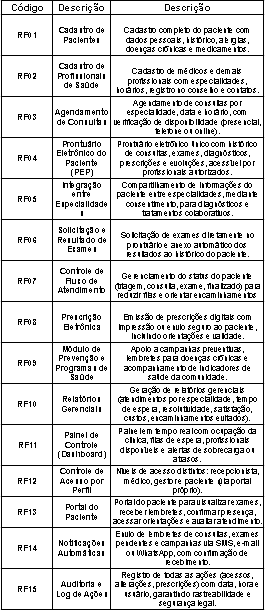 Código Descrição Descrição
RF01
Cadastro de
Pacientes
Cadastro completo do paciente com
dados pessoais, histórico, alergias,
doenças crônicas e medicamentos.
RF02
Cadastro de
Profissionais
de Saúde
Cadastro de médicos e demais
profissionais com especialidades,
horários, registro no conselho e contatos.
RF03
Agendamento
de Consultas
Agendamento de consultas por
especialidade, data e horário, com
verificação de disponibilidade (presencial,
telefone ou online).
RF04
Prontuário
Eletrônico do
Paciente
(PEP)
Prontuário eletrônico único com histórico
de consultas, exames, diagnósticos,
prescrições e evoluções, acessível por
profissionais autorizados.
RF05
Integração
entre
Especialidade
s
Compartilhamento de informações do
paciente entre especialidades, mediante
consentimento, para diagnósticos e
tratamentos colaborativos.
RF06
Solicitação e
Resultado de
Exames
Solicitação de exames diretamente no
prontuário e anexo automático dos
resultados ao histórico do paciente.
RF07
Controle de
Fluxo de
Atendimento
Gerenciamento do status do paciente
(triagem, consulta, exame, finalizado) para
reduzir filas e orientar encaminhamentos
RF08
Prescrição
Eletrônica
Emissão de prescrições digitais com
impressão ou envio seguro ao paciente,
incluindo orientações e validade.
RF09
Módulo de
Prevenção e
Programas de
Saúde
Apoio a campanhas preventivas,
lembretes para doenças crônicas e
acompanhamento de indicadores de
saúde da comunidade.
RF10
Relatórios
Gerenciais
Geração de relatórios gerenciais
(atendimentos por especialidade, tempo
de espera, resolutividade, satisfação,
custos, encaminhamentos evitados).
RF11
Painel de
Controle
(Dashboard)
Painel em tempo real com ocupação da
clínica, filas de espera, profissionais
disponíveis e alertas de sobrecarga ou
atrasos.
RF12
Controle de
Acesso por
Perfil
Níveis de acesso distintos: recepcionista,
médico, gestor e paciente (via portal
próprio).
RF13
Portal do
Paciente
Portal do paciente para visualizar exames,
receber lembretes, confirmar presença,
acessar orientações e avaliar atendimento.
RF14
Notificações
Automáticas
Envio de lembretes de consultas, exames
pendentes e campanhas via SMS, e-mail
ou WhatsApp, com confirmação de
recebimento.
RF15
Auditoria e
Log de Ações
Registro de todas as ações (acessos,
alterações, prescrições) com data, hora e
usuário, garantindo rastreabilidade e
segurança legal.